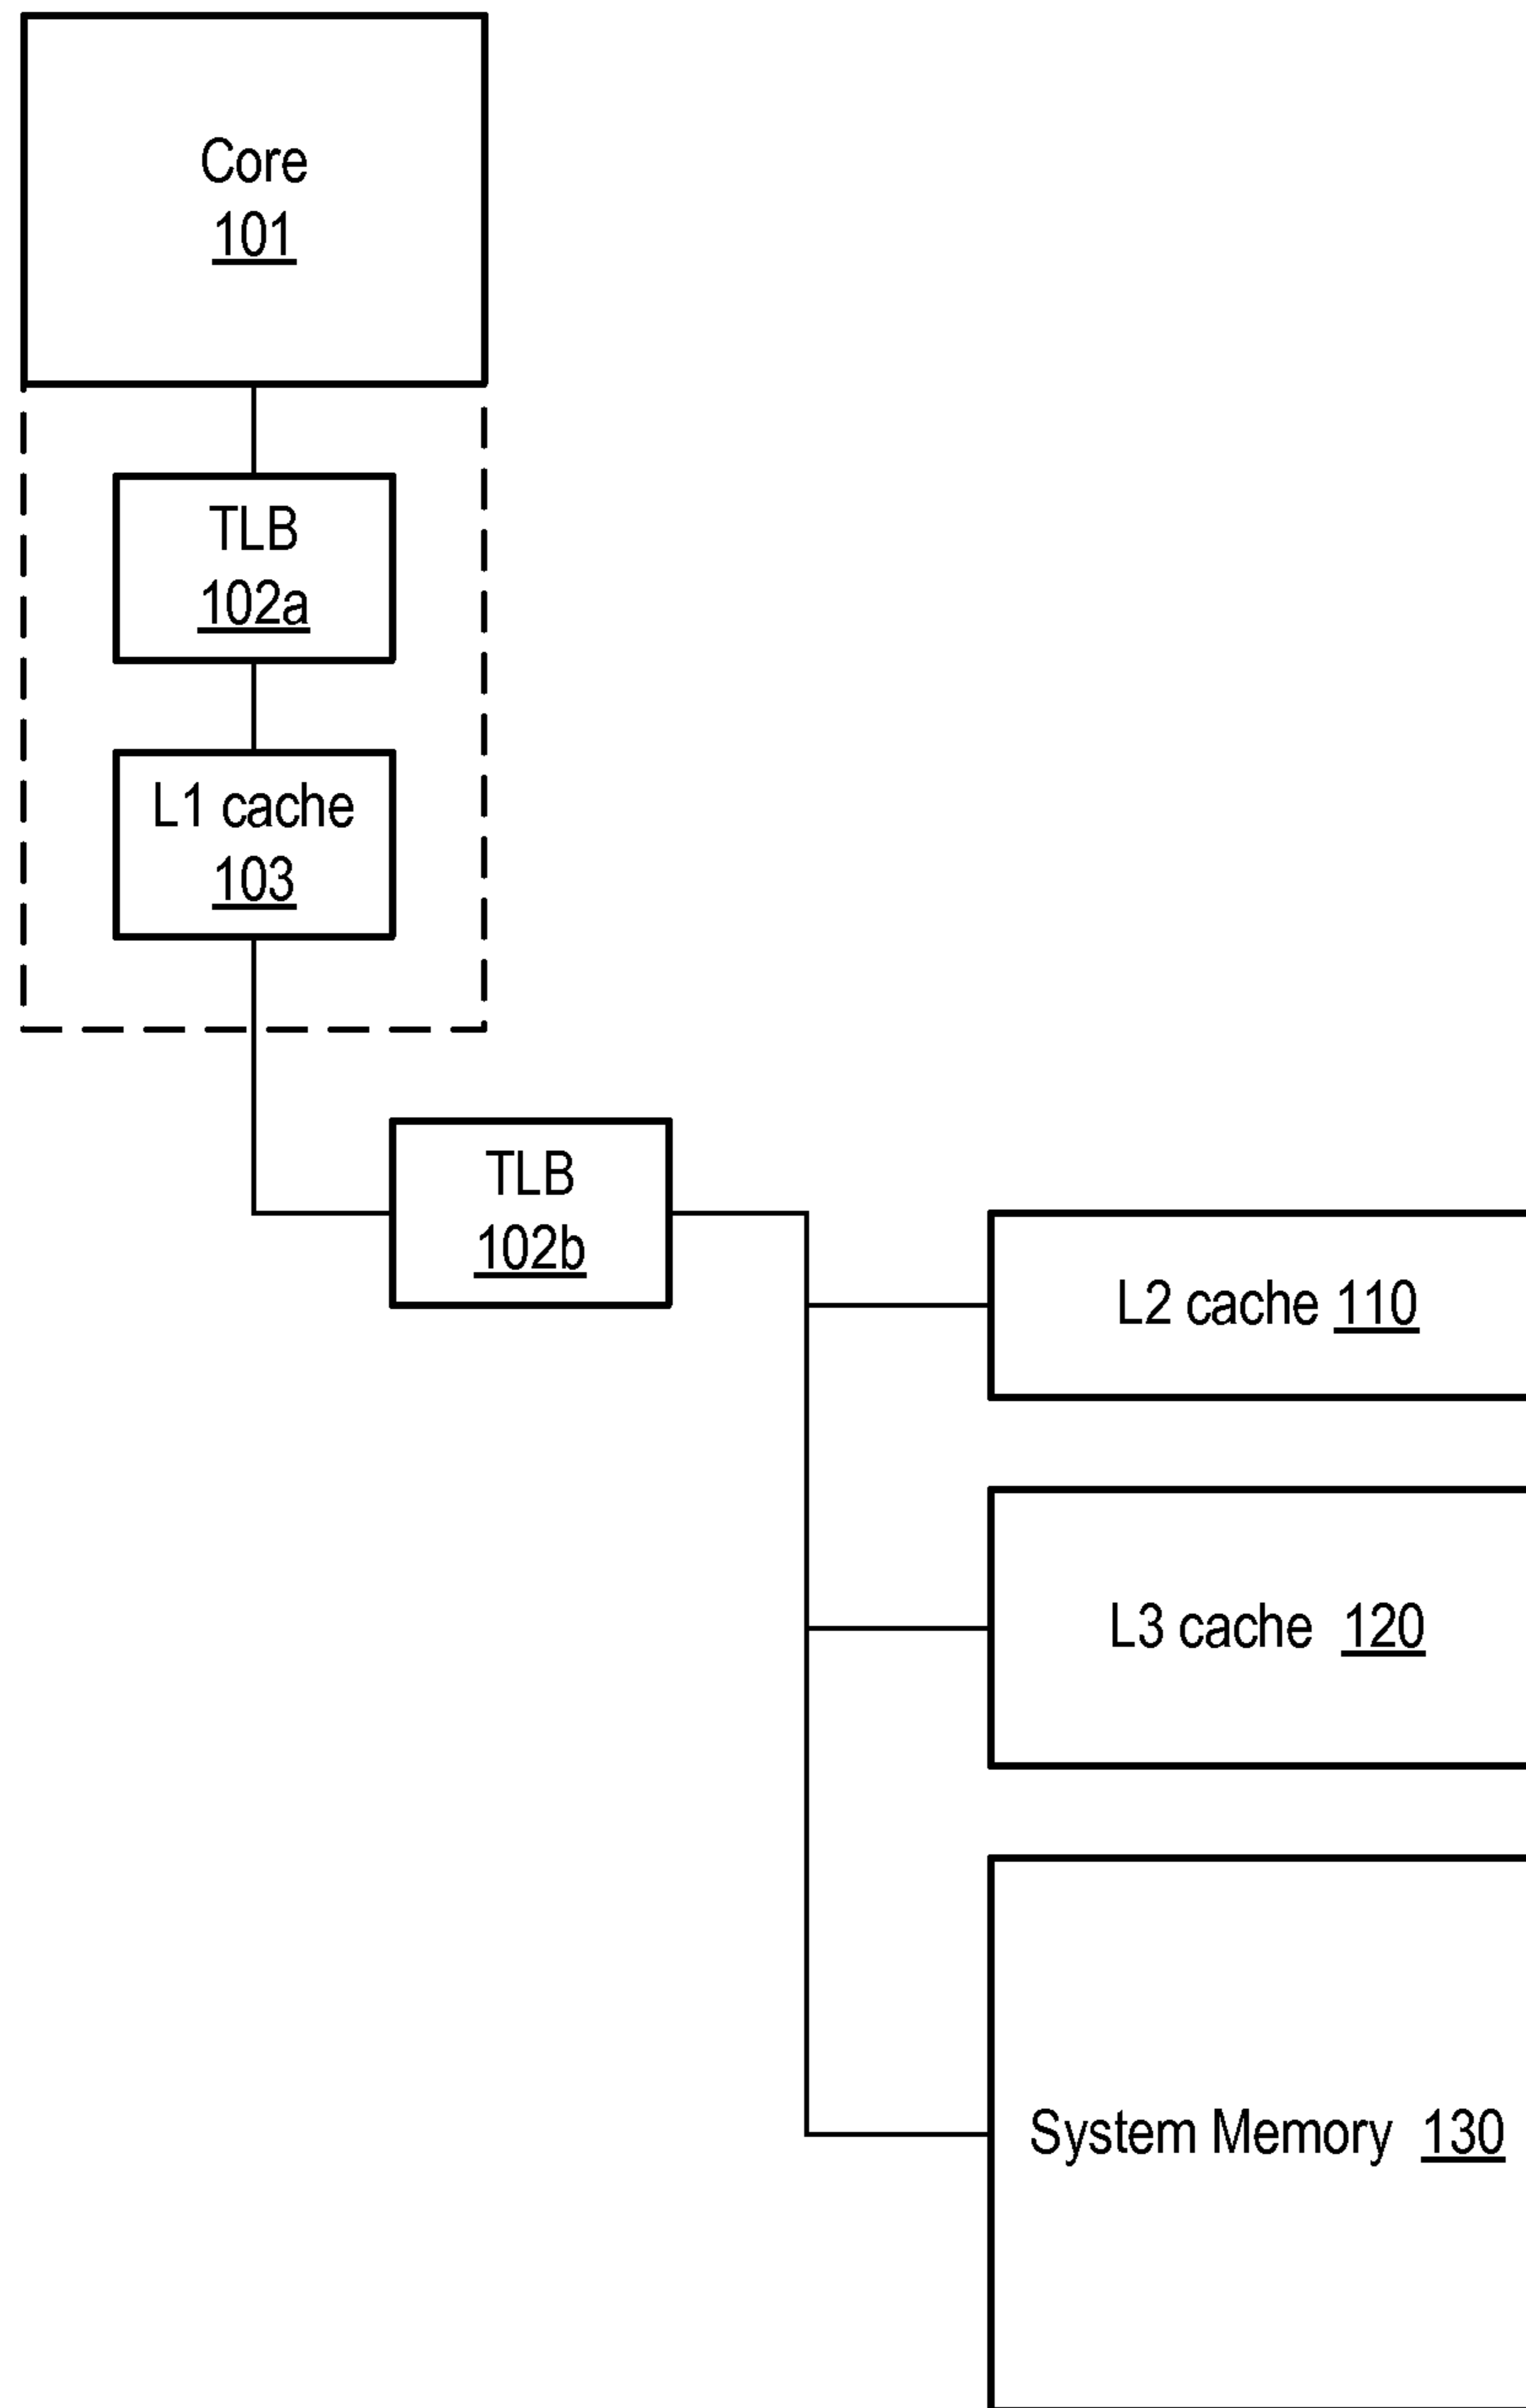 Core
101
TLB
102a
L1 cache
103
TLB
102b
L2 cache 110
L3 cache 120
System Memory 130